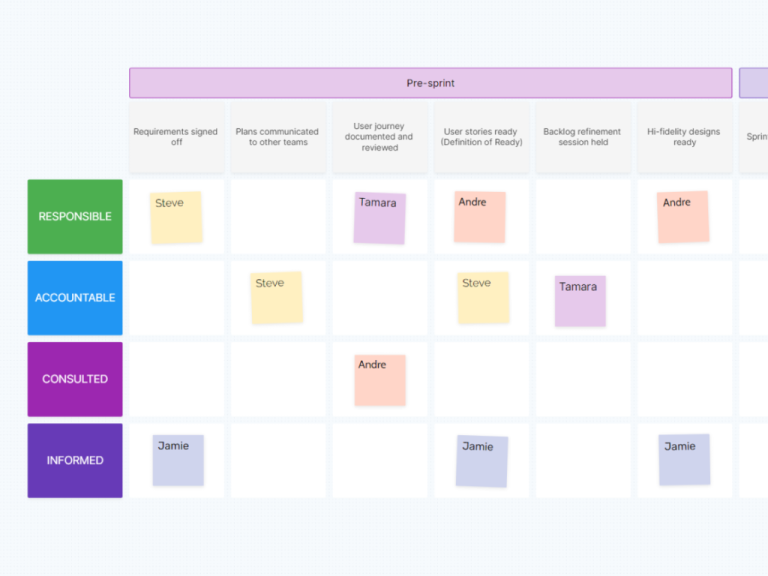 Pre-sprint
Requirements signed
off
Plans communicated
to other teams
User journey
documented and
reviewed
User stories ready
(Definition of Ready)
Backlog refinement
session held
Hi-fidelity designs
ready
Sprin
RESPONSIBLE
Steve
Tamara
Andre
Andre
ACCOUNTABLE
Steve
Steve
Tamara
CONSULTED
Andre
INFORMED
Jamie
Jamie
Jamie